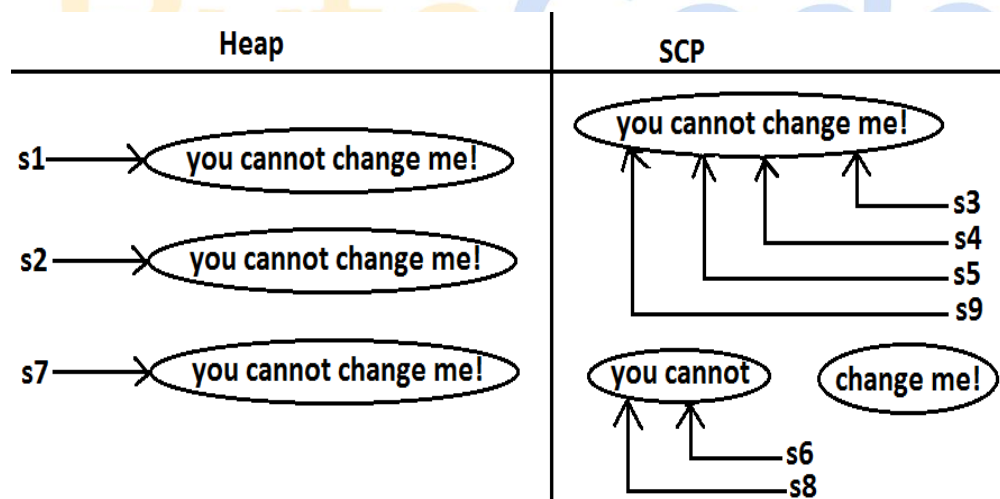 Heap
SCP
s1
you cannot change me!
s2
you cannot change me!
s7
you cannot change me!
you cannot change me!
s3
s4
s5
s9
you cannot
change me!
s6
s8